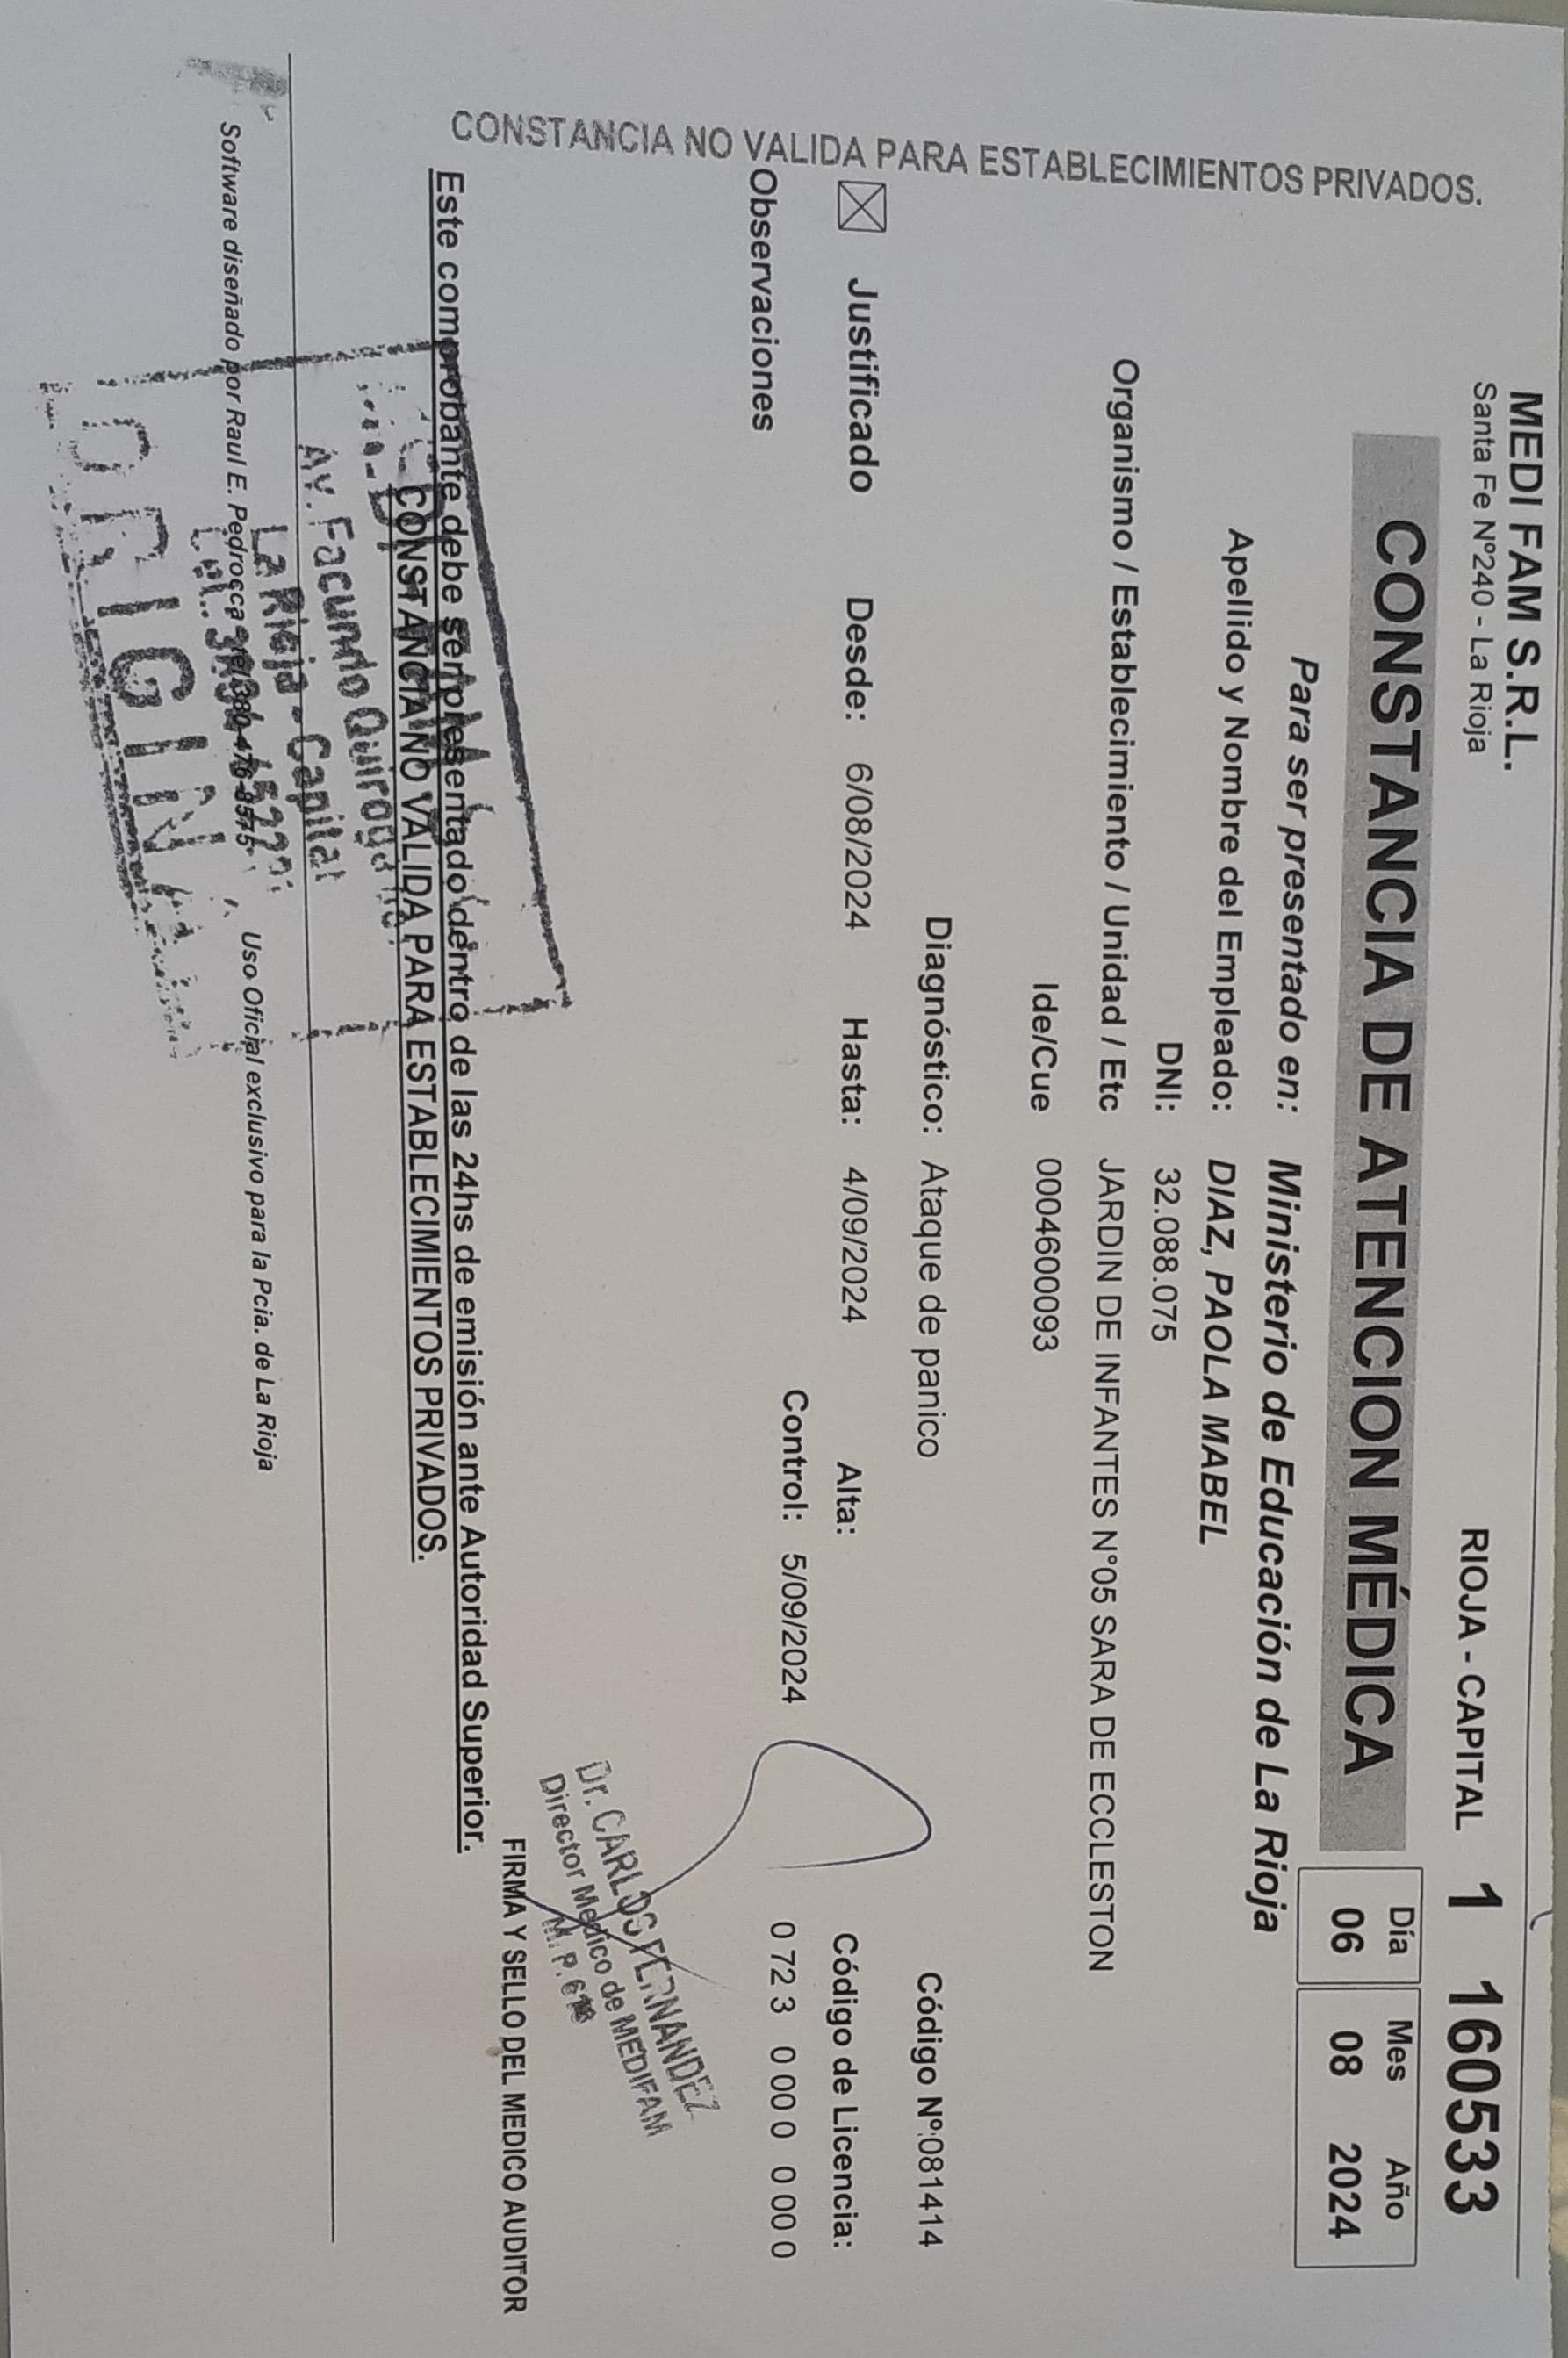 MEDI FAM S.R.L.
Santa Fe Nº240 - La Rioja
RIOJA - CAPITAL 1 160533
CONSTANCIA DE ATENCION MÉDICA
Día Mes Año
06 08 2024
Para ser presentado en: Ministerio de Educación de La Rioja
Apellido y Nombre del Empleado: DIAZ, PAOLA MABEL
DNI: 32.088.075
Organismo / Establecimiento / Unidad / Etc JARDIN DE INFANTES N°05 SARA DE ECCLESTON
Ide/Cue 0004600093
Diagnóstico: Ataque de panico Código Nº:081414
Justificado Desde: 6/08/2024 Hasta: 4/09/2024 Alta: Código de Licencia:
Control: 5/09/2024 0 72 3 0 00 0 0 00 0
Observaciones
Dr. CARLOS FERNANDEZ
Director Medico de MEDIFAM
M. P. 618
FIRMA Y SELLO DEL MEDICO AUDITOR
Este comprobante debe ser presentado dentro de las 24hs de emisión ante Autoridad Superior.
CONSTANCIA NO VALIDA PARA ESTABLECIMIENTOS PRIVADOS.
Av. Facundo Quiroga
La Rioja - Capital
ORIGINAL
Software diseñado por Raul E. Pedrocca - tel 380-476-8575 Uso Oficial exclusivo para la Pcia. de La Rioja
CONSTANCIA NO VALIDA PARA ESTABLECIMIENTOS PRIVADOS.